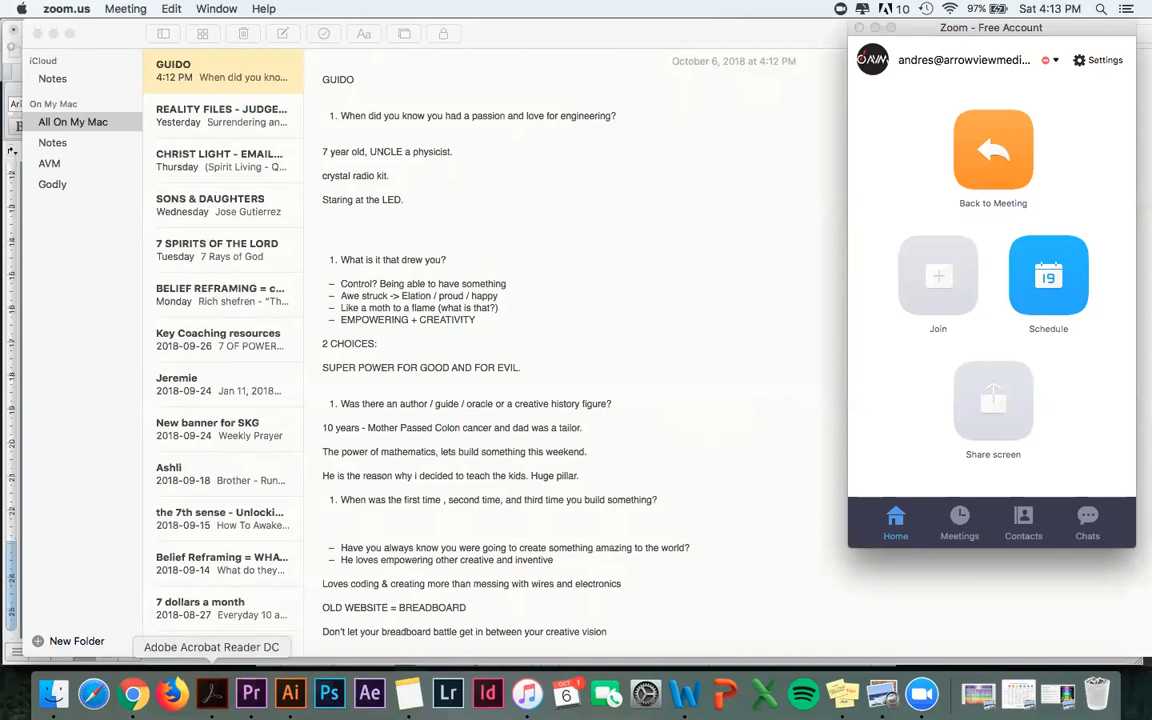 zoom.us Meeting Edit Window Help
10 97% Sat 4:13 PM
Zoom - Free Account
AVM andres@arrowviewmedi... Settings
Back to Meeting
Join
19
Schedule
Share screen
Home Meetings Contacts Chats
iCloud
Notes
On My Mac
All On My Mac
Notes
AVM
Godly
New Folder
GUIDO
4:12 PM When did you kno...
REALITY FILES - JUDGE...
Yesterday Surrendering an...
CHRIST LIGHT - EMAIL...
Thursday (Spirit Living - Q...
SONS & DAUGHTERS
Wednesday Jose Gutierrez
7 SPIRITS OF THE LORD
Tuesday 7 Rays of God
BELIEF REFRAMING = c...
Monday Rich shefren - "Th...
Key Coaching resources
2018-09-26 7 OF POWER...
Jeremie
2018-09-24 Jan 11, 2018...
New banner for SKG
2018-09-24 Weekly Prayer
Ashli
2018-09-18 Brother - Run...
the 7th sense - Unlocki...
2018-09-15 How To Awake...
Belief Reframing = WHA...
2018-09-14 What do they...
7 dollars a month
2018-08-27 Everyday 10 a...
Aa
October 6, 2018 at 4:12 PM
GUIDO
1. When did you know you had a passion and love for engineering?
7 year old, UNCLE a physicist.
crystal radio kit.
Staring at the LED.
1. What is it that drew you?
– Control? Being able to have something
– Awe struck -> Elation / proud / happy
– Like a moth to a flame (what is that?)
– EMPOWERING + CREATIVITY
2 CHOICES:
SUPER POWER FOR GOOD AND FOR EVIL.
1. Was there an author / guide / oracle or a creative history figure?
10 years - Mother Passed Colon cancer and dad was a tailor.
The power of mathematics, lets build something this weekend.
He is the reason why i decided to teach the kids. Huge pillar.
1. When was the first time , second time, and third time you build something?
– Have you always know you were going to create something amazing to the world?
– He loves empowering other creative and inventive
Loves coding & creating more than messing with wires and electronics
OLD WEBSITE = BREADBOARD
Don't let your breadboard battle get in between your creative vision
Adobe Acrobat Reader DC
Pr Ai Ps Ae Lr Id OCT 6 1 W P X